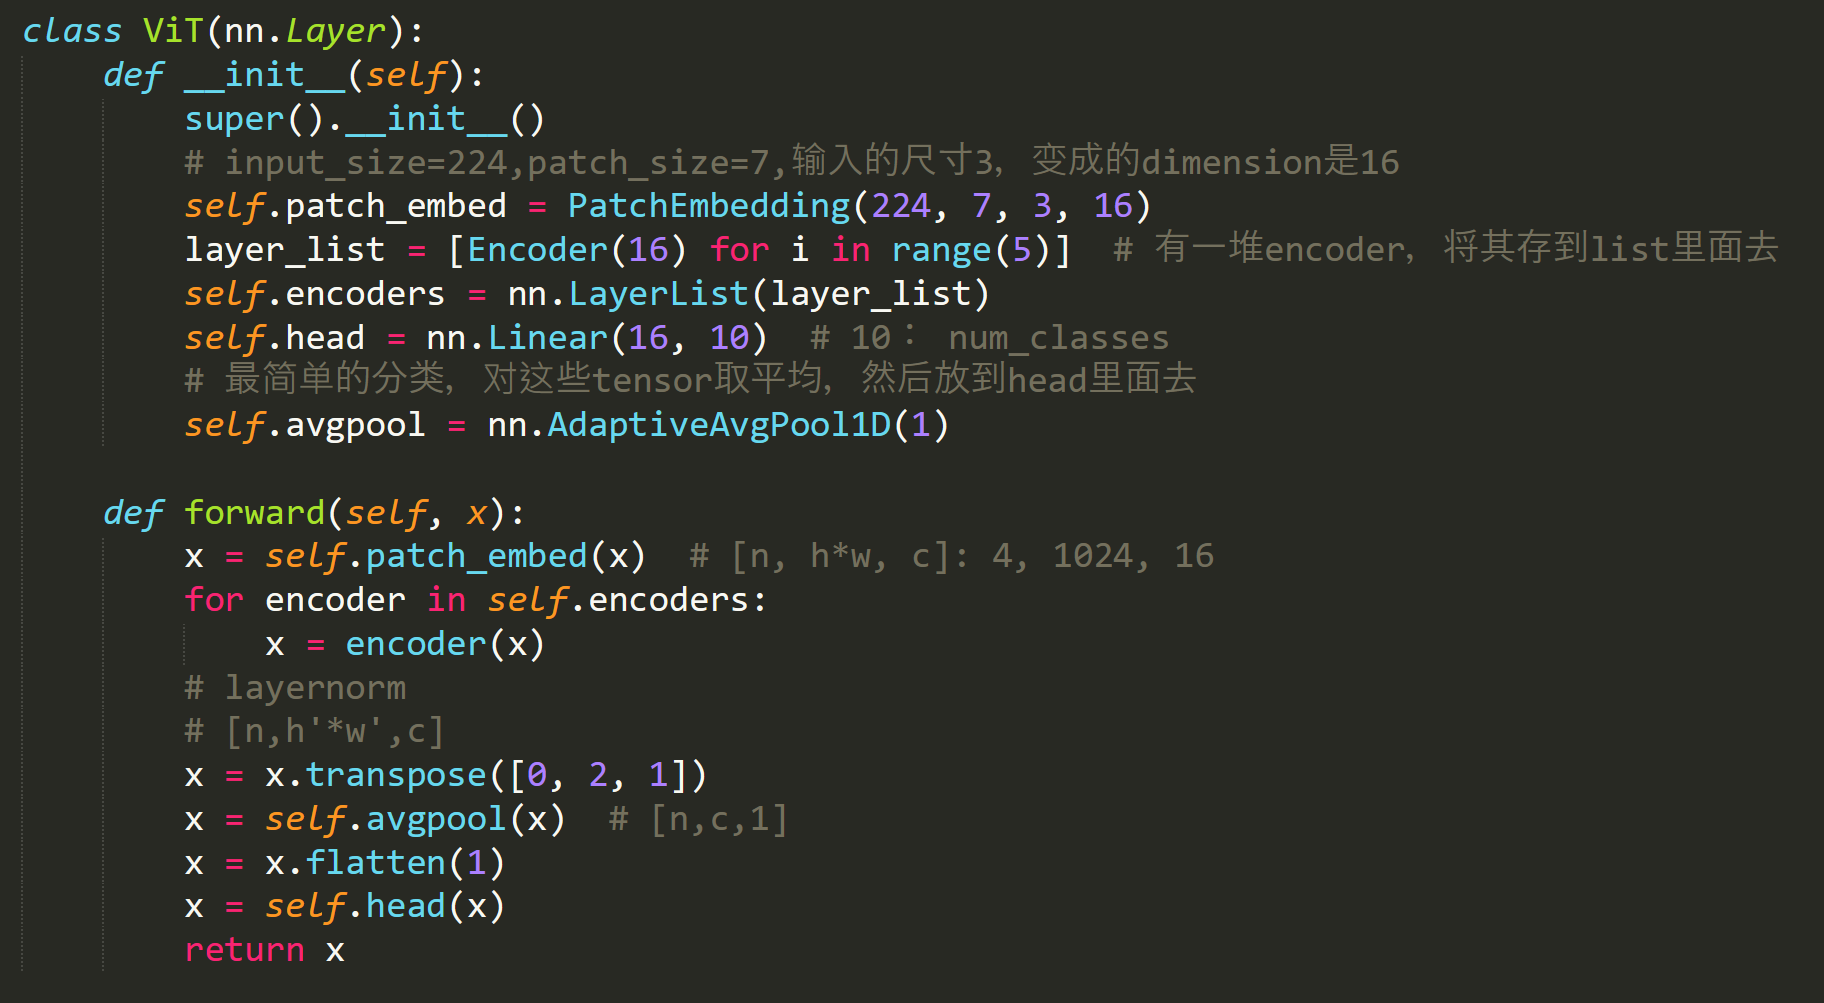 class ViT(nn.Layer):
    def __init__(self):
        super().__init__()
        # input_size=224,patch_size=7,输入的尺寸3，变成的dimension是16
        self.patch_embed = PatchEmbedding(224, 7, 3, 16)
        layer_list = [Encoder(16) for i in range(5)]  # 有一堆encoder，将其存到list里面去
        self.encoders = nn.LayerList(layer_list)
        self.head = nn.Linear(16, 10)  # 10： num_classes
        # 最简单的分类，对这些tensor取平均，然后放到head里面去
        self.avgpool = nn.AdaptiveAvgPool1D(1)

    def forward(self, x):
        x = self.patch_embed(x)  # [n, h*w, c]: 4, 1024, 16
        for encoder in self.encoders:
            x = encoder(x)
        # layernorm
        # [n,h'*w',c]
        x = x.transpose([0, 2, 1])
        x = self.avgpool(x)  # [n,c,1]
        x = x.flatten(1)
        x = self.head(x)
        return x